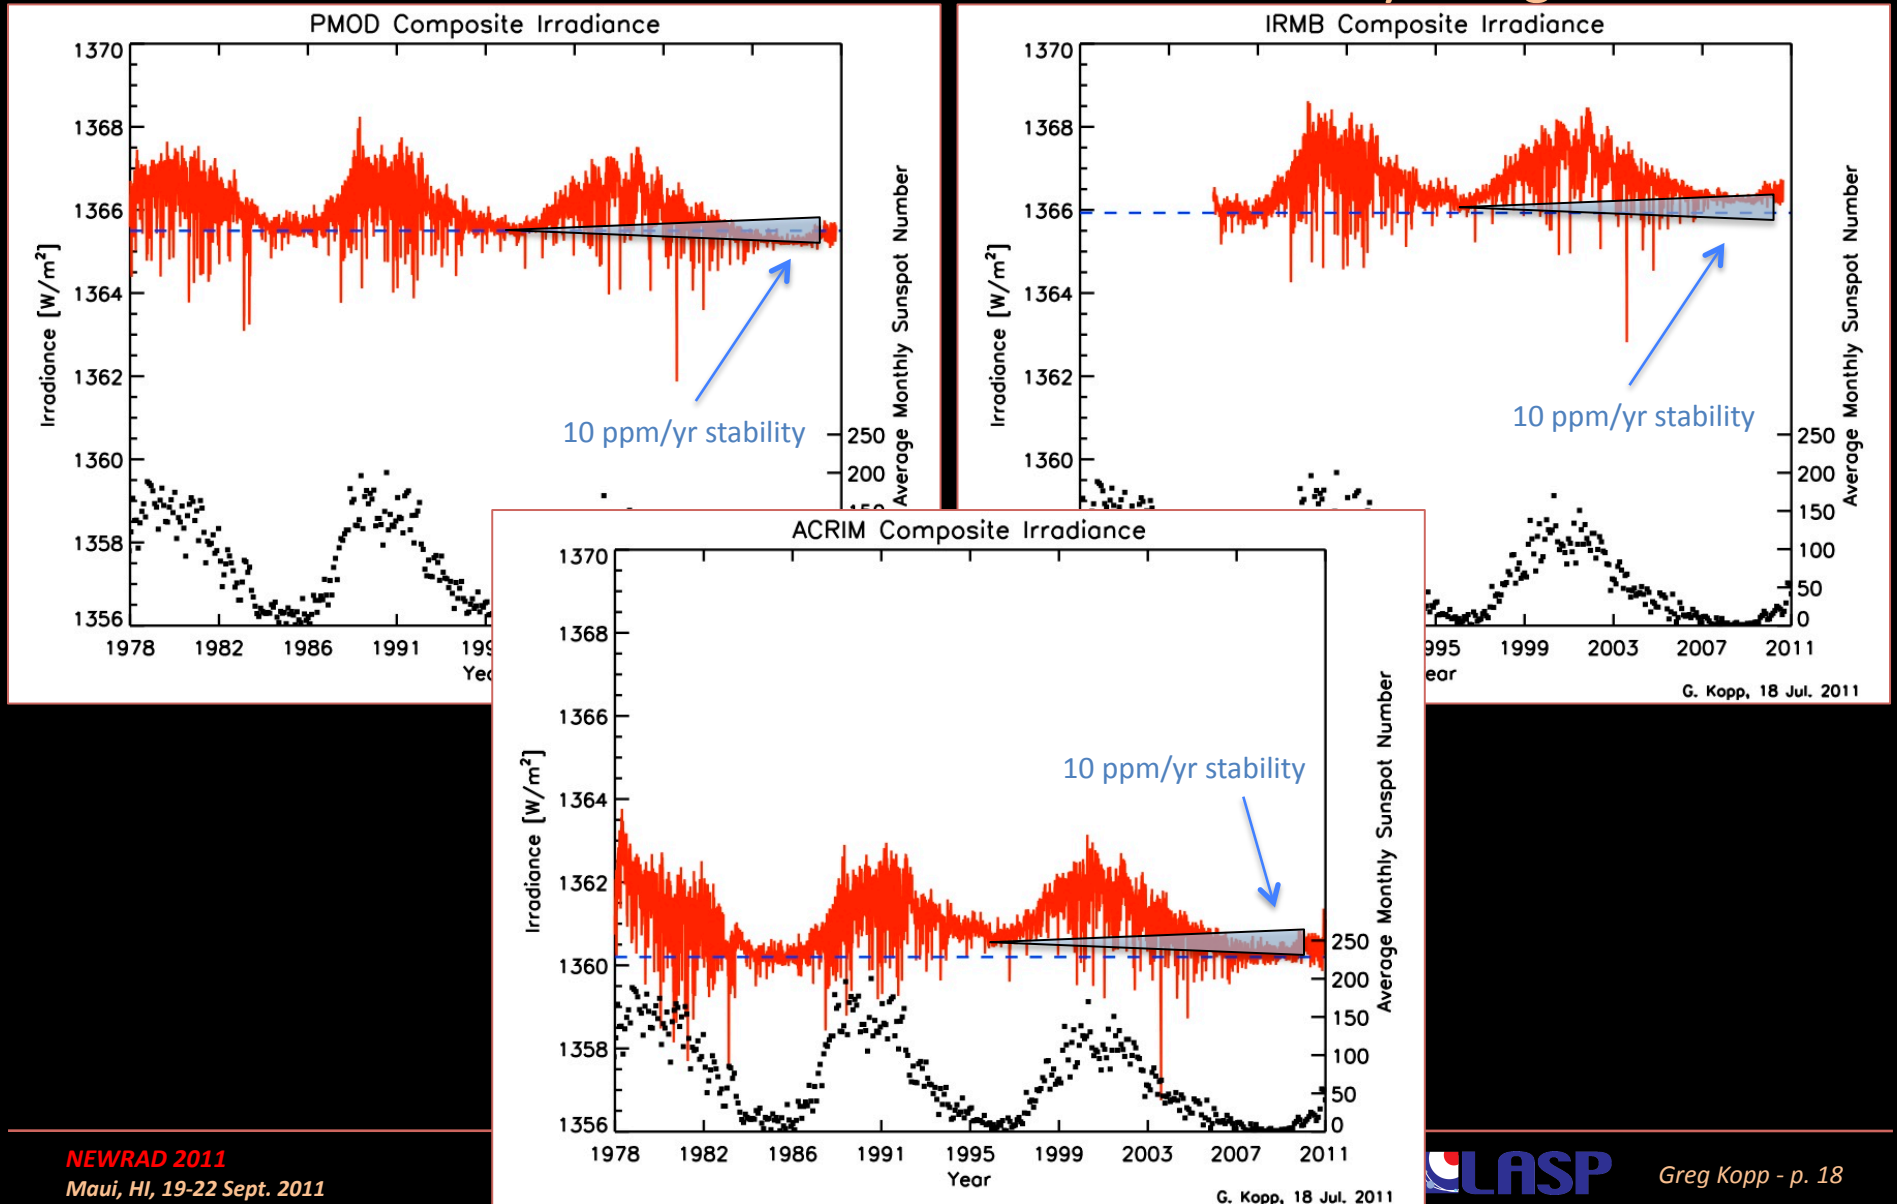 PMOD Composite Irradiance
1370
1368
1366
1364
1362
1360
1358
1356
Irradiance [W/m²]
250
200
Average Monthly Sunspot Number
10 ppm/yr stability
1978 1982 1986 1991
IRMB Composite Irradiance
1370
1368
1366
1364
1362
1360
Irradiance [W/m²]
250
200
150
100
50
0
Average Monthly Sunspot Number
10 ppm/yr stability
1999 2003 2007 2011
G. Kopp, 18 Jul. 2011
ACRIM Composite Irradiance
1370
1368
1366
1364
1362
1360
1358
1356
Irradiance [W/m²]
250
200
150
100
50
0
Average Monthly Sunspot Number
10 ppm/yr stability
1978 1982 1986 1991 1995 1999 2003 2007 2011
Year
G. Kopp, 18 Jul. 2011
NEWRAD 2011
Maui, HI, 19-22 Sept. 2011
LASP
Greg Kopp - p. 18